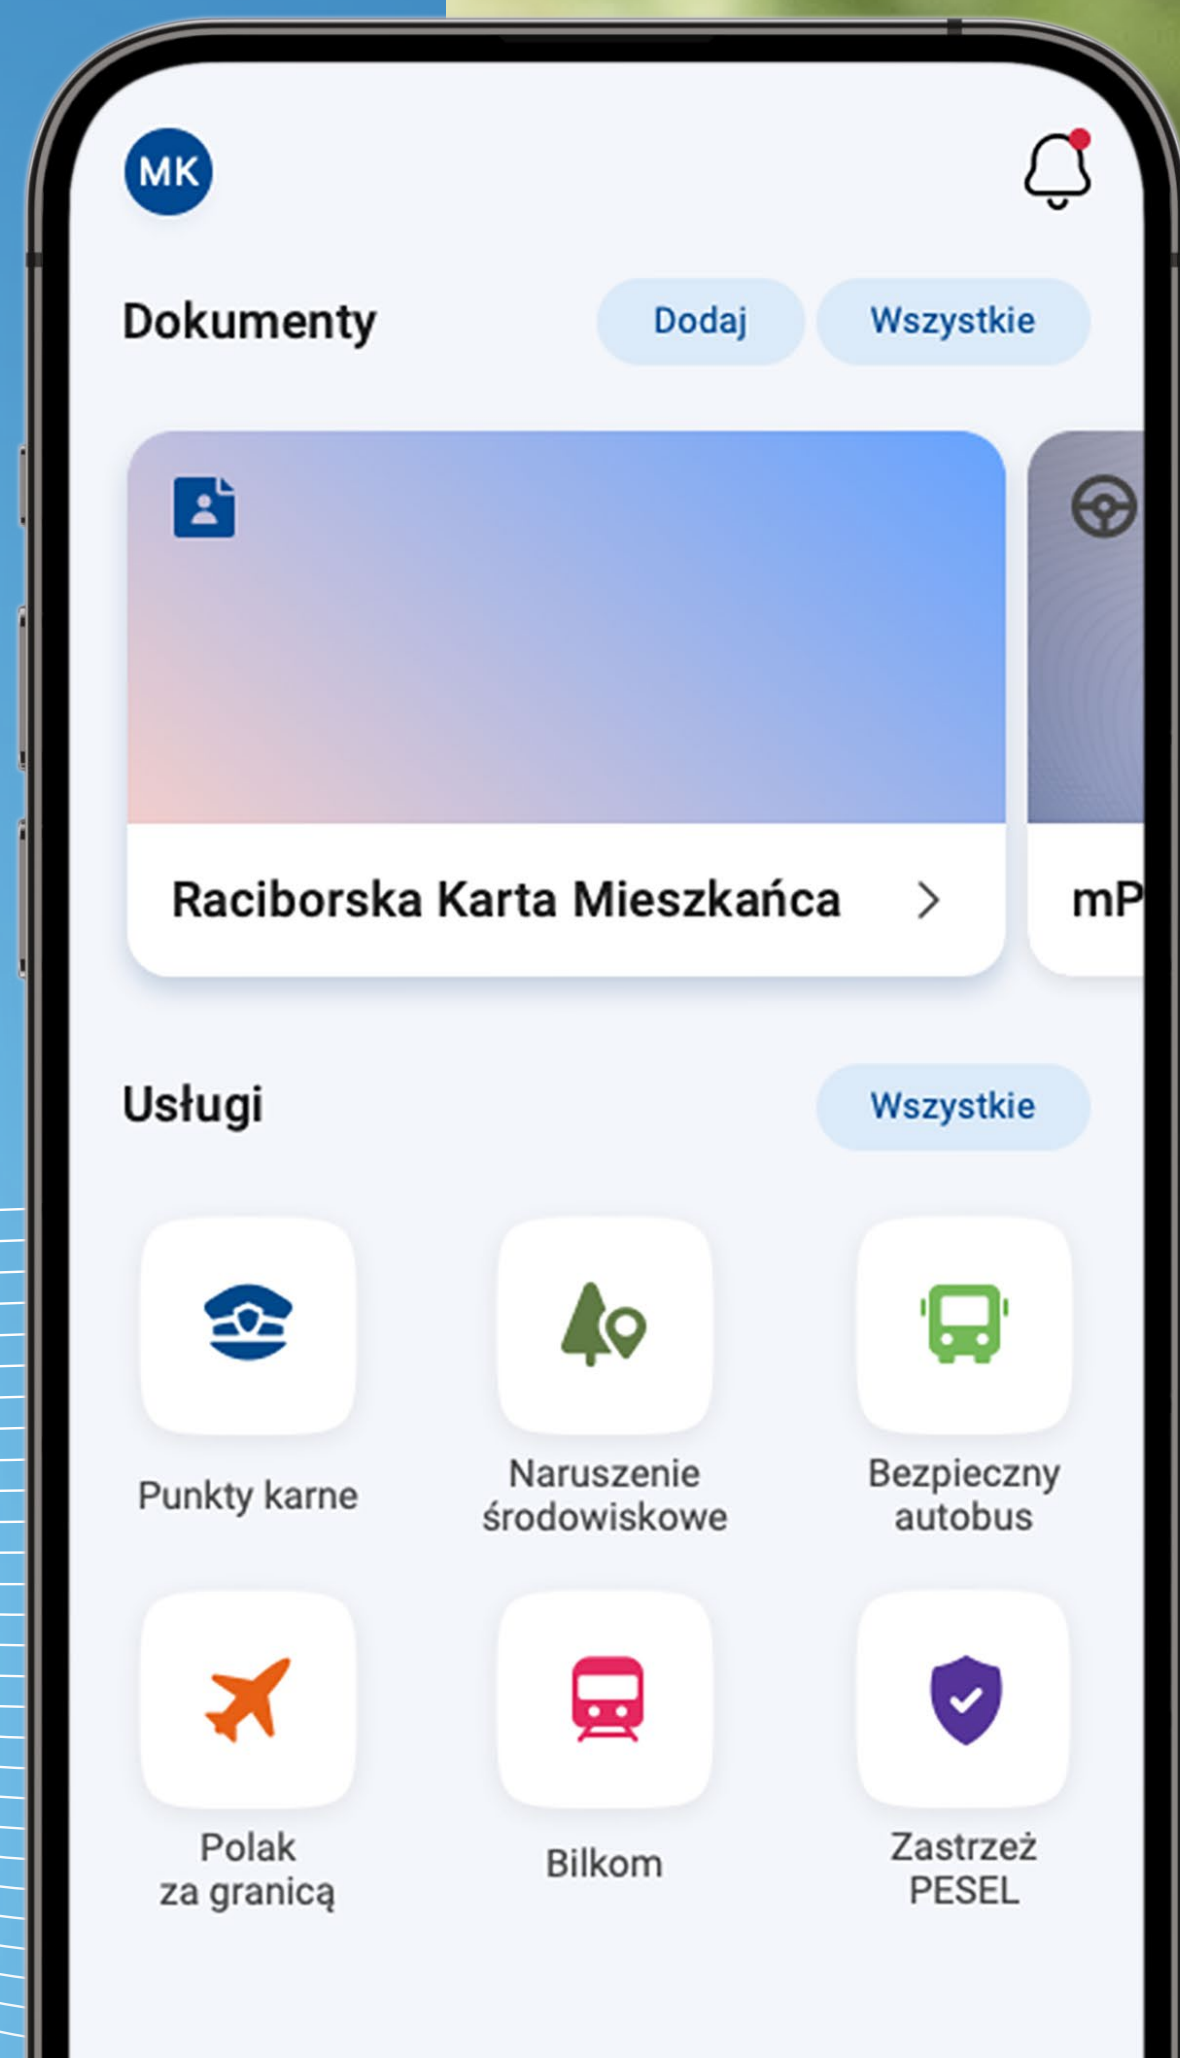 MK
Dokumenty
Dodaj
Wszystkie
Raciborska Karta Mieszkańca
mP
Usługi
Wszystkie
Punkty karne
Naruszenie
środowiskowe
Bezpieczny
autobus
Polak
za granicą
Bilkom
Zastrzeż
PESEL